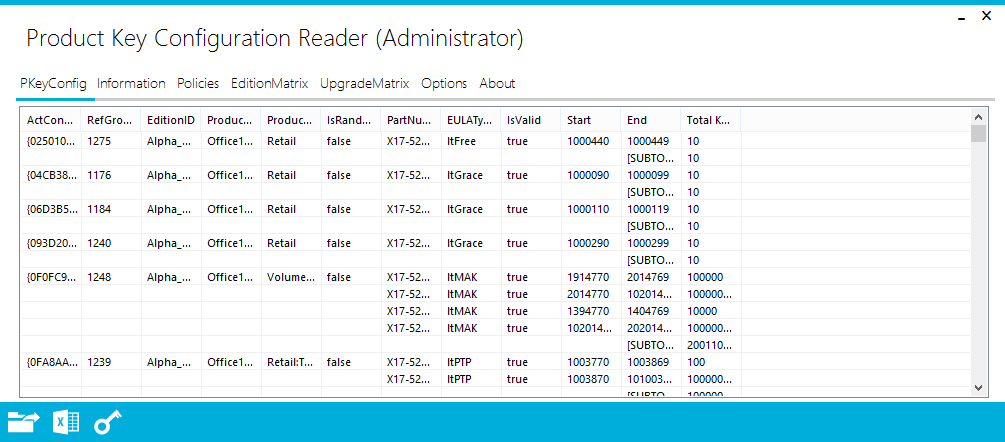 Product Key Configuration Reader (Administrator)
PKeyConfig Information Policies EditionMatrix UpgradeMatrix Options About
ActCon... RefGro... EditionID Produc... Produc... IsRand... PartNu... EULATy... IsValid Start End Total K...
{025010... 1275 Alpha_... Office1... Retail false X17-52... ltFree true 1000440 1000449 10
[SUBTO... 10
{04CB38... 1176 Alpha_... Office1... Retail false X17-52... ltGrace true 1000090 1000099 10
[SUBTO... 10
{06D3B5... 1184 Alpha_... Office1... Retail false X17-52... ltGrace true 1000110 1000119 10
[SUBTO... 10
{093D20... 1240 Alpha_... Office1... Retail false X17-52... ltGrace true 1000290 1000299 10
[SUBTO... 10
{0F0FC9... 1248 Alpha_... Office1... Volume... false X17-52... ltMAK true 1914770 2014769 100000
X17-52... ltMAK true 2014770 102014... 100000...
X17-52... ltMAK true 1394770 1404769 10000
X17-52... ltMAK true 102014... 202014... 100000...
[SUBTO... 200110...
{0FA8AA... 1239 Alpha_... Office1... Retail:T... false X17-52... ltPTP true 1003770 1003869 100
X17-52... ltPTP true 1003870 101003... 100000...
[SUBTO... 100000...